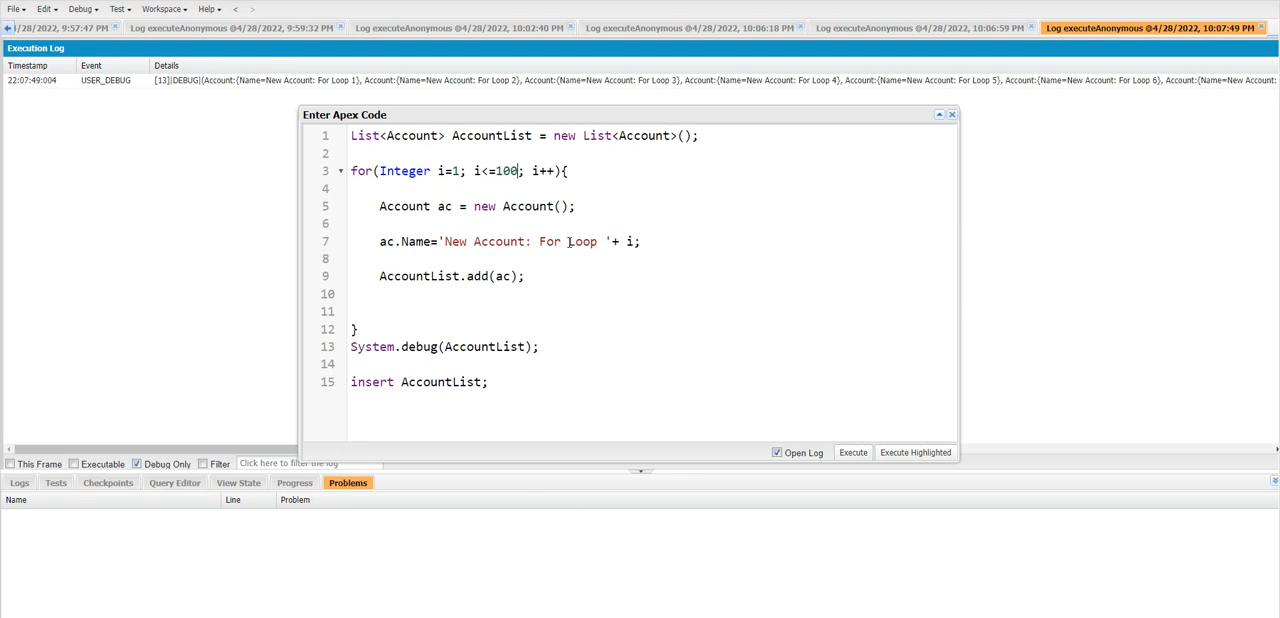 File Edit Debug Test Workspace Help < >
/28/2022, 9:57:47 PM Log executeAnonymous @4/28/2022, 9:59:32 PM Log executeAnonymous @4/28/2022, 10:02:40 PM Log executeAnonymous @4/28/2022, 10:06:18 PM Log executeAnonymous @4/28/2022, 10:06:59 PM Log executeAnonymous @4/28/2022, 10:07:49 PM
Execution Log
Timestamp Event Details
22:07:49:004 USER_DEBUG [13]|DEBUG|(Account:{Name=New Account: For Loop 1}, Account:{Name=New Account: For Loop 2}, Account:{Name=New Account: For Loop 3}, Account:{Name=New Account: For Loop 4}, Account:{Name=New Account: For Loop 5}, Account:{Name=New Account: For Loop 6}, Account:{Name=New Account:
Enter Apex Code
1 List<Account> AccountList = new List<Account>();
2
3 for(Integer i=1; i<=100; i++){
4
5 Account ac = new Account();
6
7 ac.Name='New Account: For Loop '+ i;
8
9 AccountList.add(ac);
10
11
12 }
13 System.debug(AccountList);
14
15 insert AccountList;
Open Log Execute Execute Highlighted
This Frame Executable Debug Only Filter Click here to filter the log
Logs Tests Checkpoints Query Editor View State Progress Problems
Name Line Problem